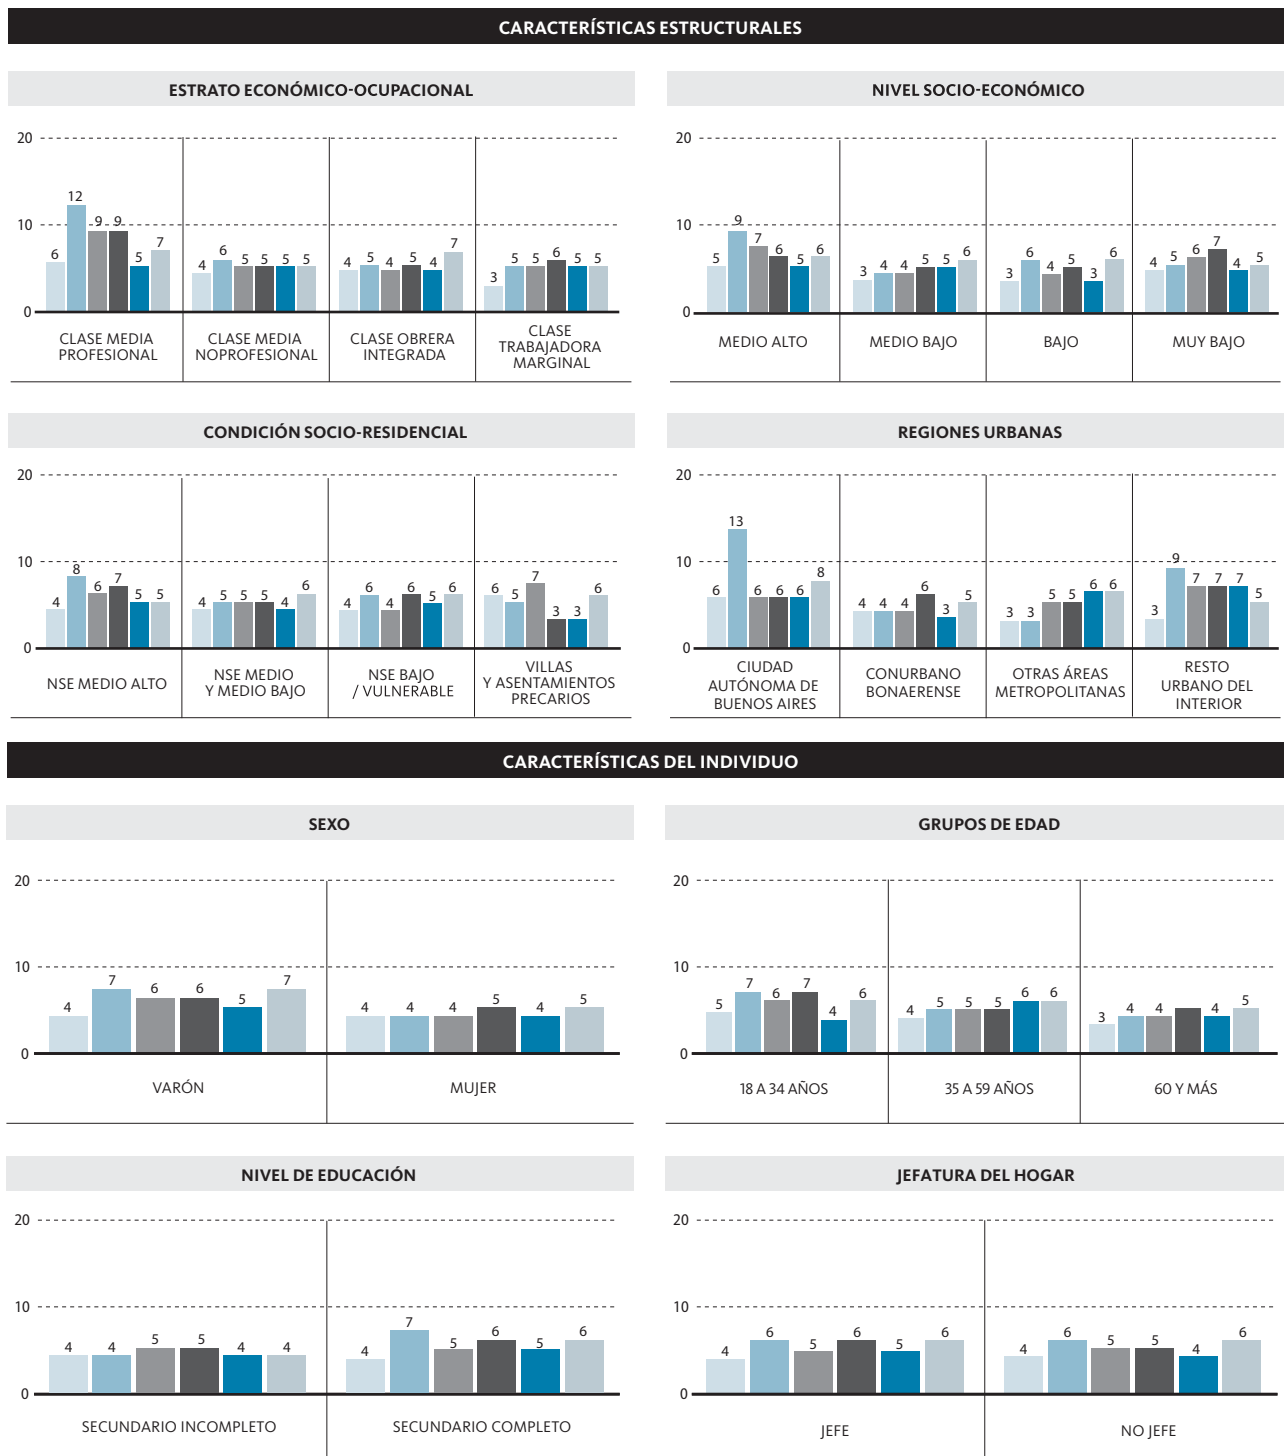 CARACTERÍSTICAS ESTRUCTURALES
ESTRATO ECONÓMICO-OCUPACIONAL
20
10
0
6 12 9 9 5 7
4 6 5 5 5 5
4 5 4 5 4 7
3 5 5 6 5 5
CLASE MEDIA
PROFESIONAL
CLASE MEDIA
NOPROFESIONAL
CLASE OBRERA
INTEGRADA
CLASE
TRABAJADORA
MARGINAL
NIVEL SOCIO-ECONÓMICO
20
10
0
5 9 7 6 5 6
3 4 4 5 5 6
3 6 4 5 3 6
4 5 6 7 4 5
MEDIO ALTO
MEDIO BAJO
BAJO
MUY BAJO
CONDICIÓN SOCIO-RESIDENCIAL
20
10
0
4 8 6 7 5 5
4 5 5 5 4 6
4 6 4 6 5 6
6 5 7 3 3 6
NSE MEDIO ALTO
NSE MEDIO
Y MEDIO BAJO
NSE BAJO
/ VULNERABLE
VILLAS
Y ASENTAMIENTOS
PRECARIOS
REGIONES URBANAS
20
10
0
6 13 6 6 6 8
4 4 4 6 3 5
3 3 5 5 6 6
3 9 7 7 7 5
CIUDAD
AUTÓNOMA DE
BUENOS AIRES
CONURBANO
BONAERENSE
OTRAS ÁREAS
METROPOLITANAS
RESTO
URBANO DEL
INTERIOR
CARACTERÍSTICAS DEL INDIVIDUO
SEXO
20
10
0
4 7 6 6 5 7
4 4 4 5 4 5
VARÓN
MUJER
GRUPOS DE EDAD
20
10
0
5 7 6 7 4 6
4 5 5 5 6 6
3 4 4 4 5
18 A 34 AÑOS
35 A 59 AÑOS
60 Y MÁS
NIVEL DE EDUCACIÓN
20
10
0
4 4 5 5 4 4
4 7 5 6 5 6
SECUNDARIO INCOMPLETO
SECUNDARIO COMPLETO
JEFATURA DEL HOGAR
20
10
0
4 6 5 6 5 6
4 6 5 5 4 6
JEFE
NO JEFE